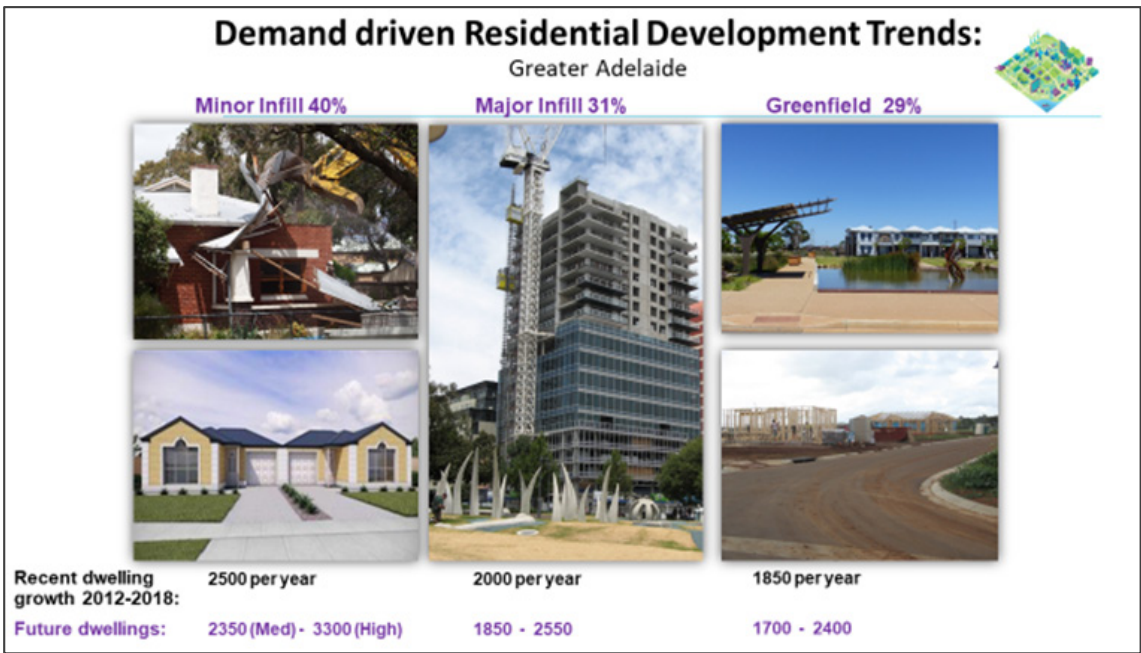 Demand driven Residential Development Trends:
Greater Adelaide
Minor Infill 40%
Major Infill 31%
Greenfield 29%
Recent dwelling
growth 2012-2018:
2500 per year
2000 per year
1850 per year
Future dwellings:
2350 (Med) - 3300 (High)
1850 - 2550
1700 - 2400